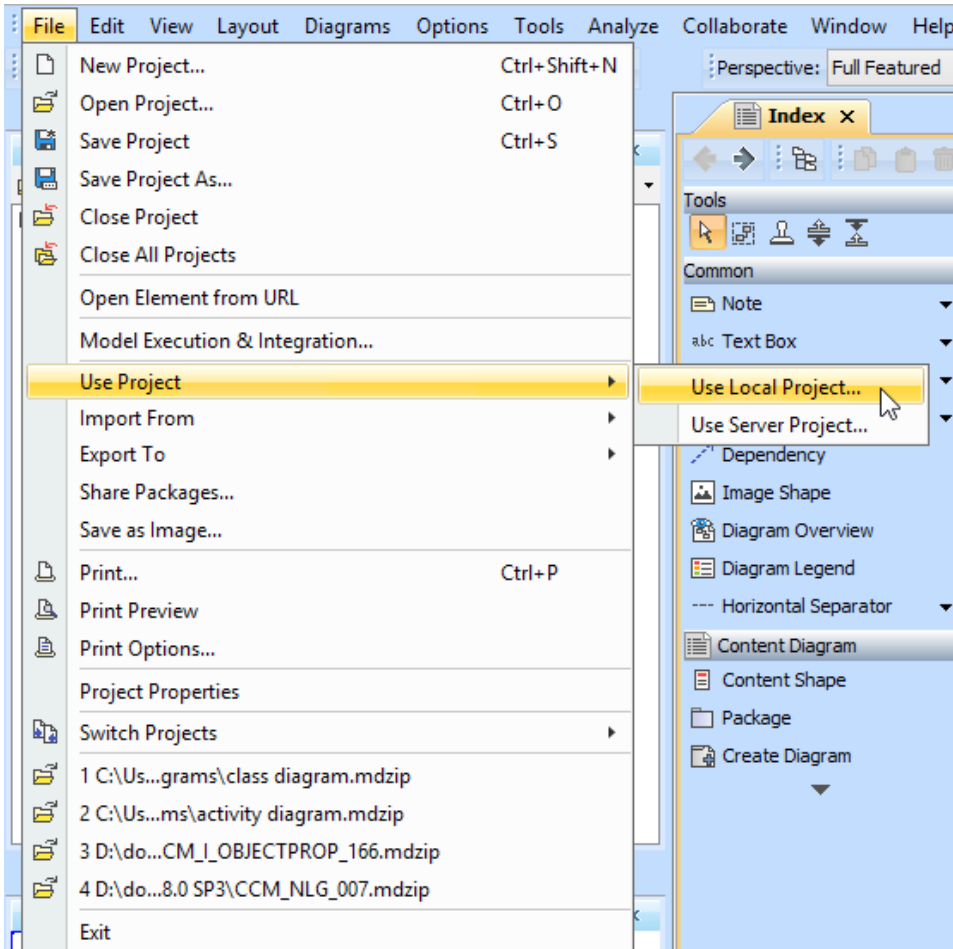 File Edit View Layout Diagrams Options Tools Analyze Collaborate Window Help
New Project... Ctrl+Shift+N
Open Project... Ctrl+O
Save Project Ctrl+S
Save Project As...
Close Project
Close All Projects
Open Element from URL
Model Execution & Integration...
Use Project
Import From
Export To
Share Packages...
Save as Image...
Print... Ctrl+P
Print Preview
Print Options...
Project Properties
Switch Projects
1 C:\Us...grams\class diagram.mdzip
2 C:\Us...ms\activity diagram.mdzip
3 D:\do...CM_I_OBJECTPROP_166.mdzip
4 D:\do...8.0 SP3\CCM_NLG_007.mdzip
Exit
Use Local Project...
Use Server Project...
Perspective: Full Featured
Index
Tools
Common
Note
abc Text Box
Dependency
Image Shape
Diagram Overview
Diagram Legend
Horizontal Separator
Content Diagram
Content Shape
Package
Create Diagram